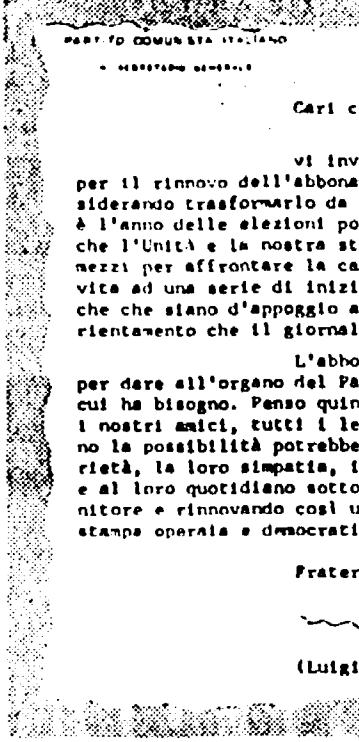 PARTITO COMUNISTA ITALIANO
Cari c
vi inv
per il rinnovo dell'abbona
siderando trasformarlo da
è l'anno delle elezioni po
che l'Unità e la nostra st
mezzi per affrontare la ca
vita ad una serie di inizi
che che siano d'appoggio a
rientamento che il giornal
L'abbo
per dare all'organo del Pa
cui ha bisogno. Penso quin
i nostri amici, tutti i le
no la possibilità potrebbe
rietà, la loro simpatia, i
e al loro quotidiano sotto
nitore e rinnovando così u
stampa operaia e democrati
Frater
(Luigi